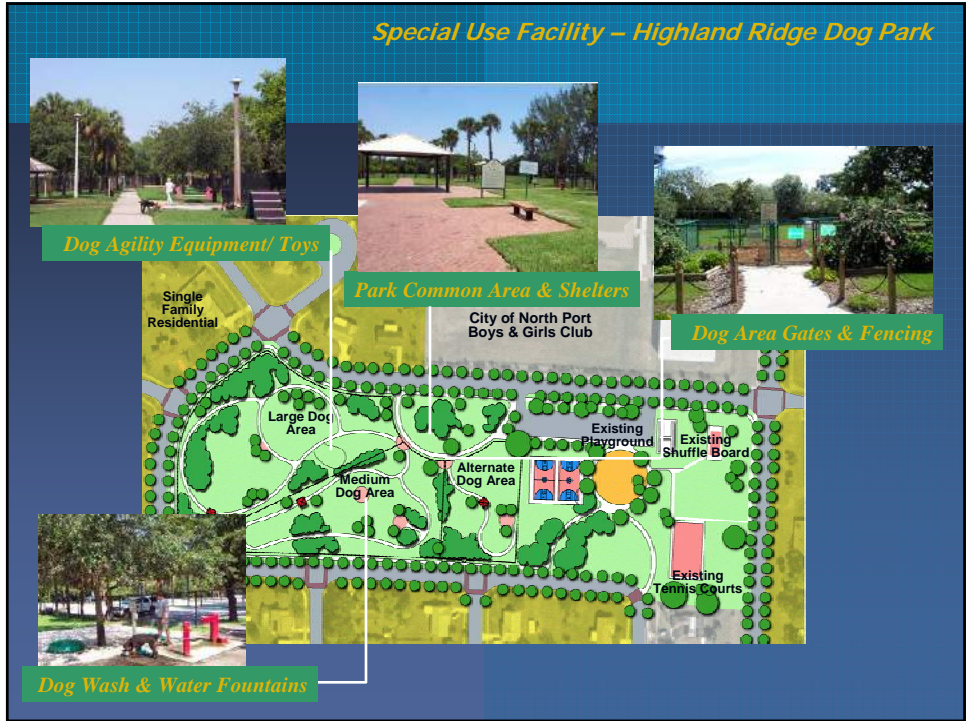 Special Use Facility – Highland Ridge Dog Park
Dog Agility Equipment/ Toys
Park Common Area & Shelters
Dog Area Gates & Fencing
Single
Family
Residential
City of North Port
Boys & Girls Club
Large Dog
Area
Existing
Playground
Existing
Shuffle Board
Medium
Dog Area
Alternate
Dog Area
Existing
Tennis Courts
Dog Wash & Water Fountains